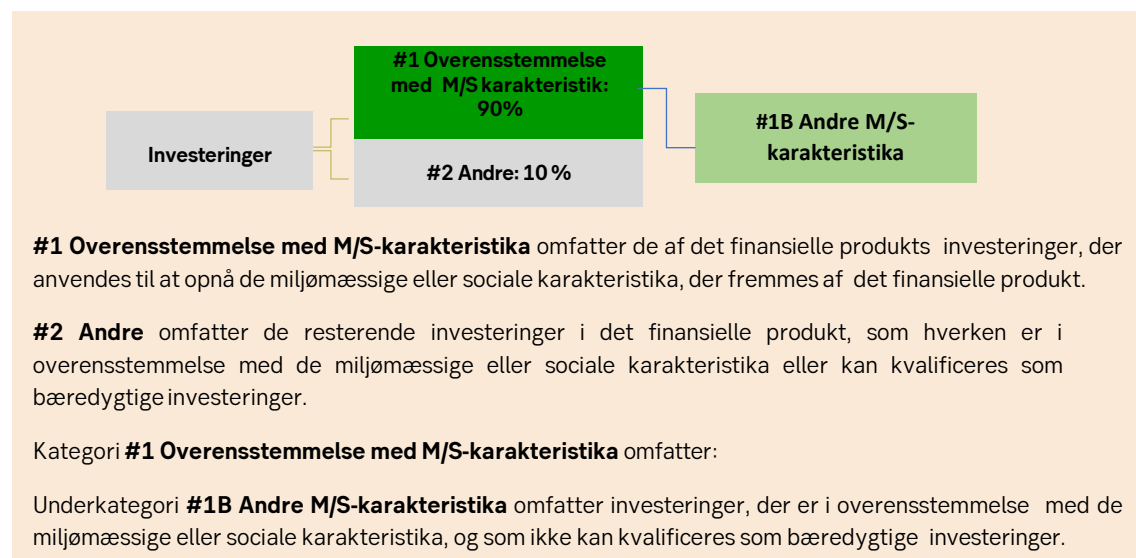 #1 Overensstemmelse
med M/S karakteristik:
90%
Investeringer
#2 Andre: 10 %
#1B Andre M/S-
karakteristika
#1 Overensstemmelse med M/S-karakteristika omfatter de af det finansielle produkts investeringer, der
anvendes til at opnå de miljømæssige eller sociale karakteristika, der fremmes af det finansielle produkt.
#2 Andre omfatter de resterende investeringer i det finansielle produkt, som hverken er i
overensstemmelse med de miljømæssige eller sociale karakteristika eller kan kvalificeres som
bæredygtige investeringer.
Kategori #1 Overensstemmelse med M/S-karakteristika omfatter:
Underkategori #1B Andre M/S-karakteristika omfatter investeringer, der er i overensstemmelse med de
miljømæssige eller sociale karakteristika, og som ikke kan kvalificeres som bæredygtige investeringer.